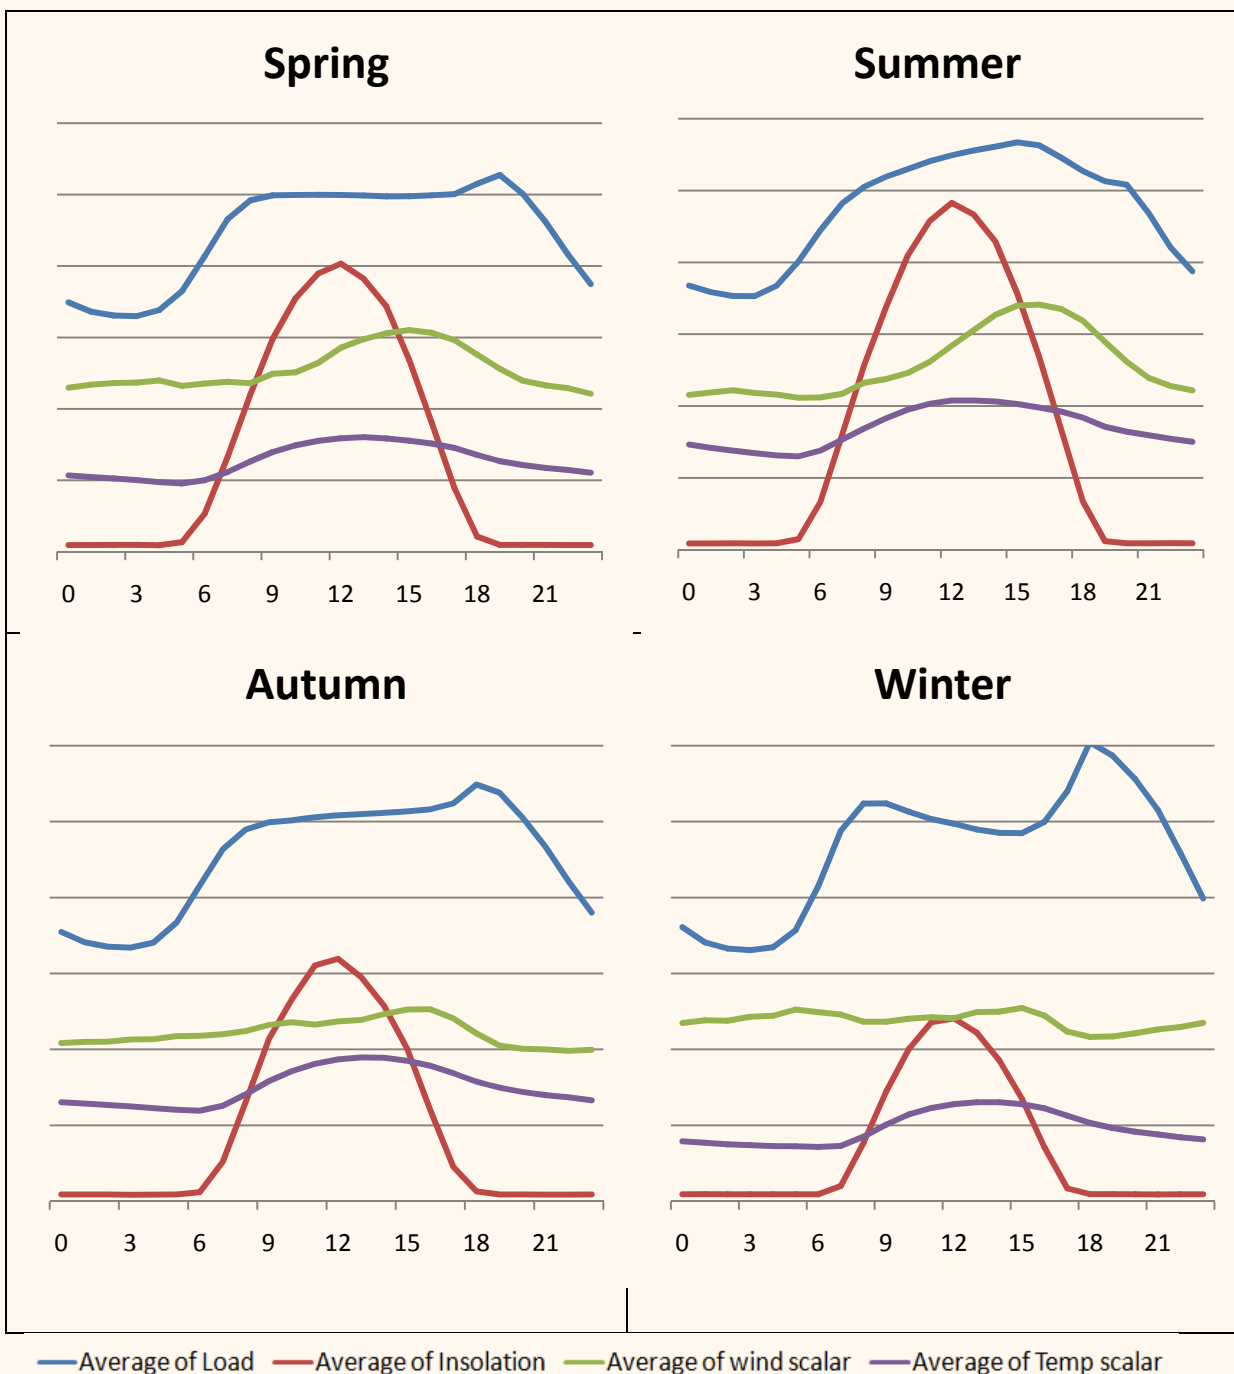 Spring
Summer
0 3 6 9 12 15 18 21
0 3 6 9 12 15 18 21
Autumn
Winter
0 3 6 9 12 15 18 21
0 3 6 9 12 15 18 21
Average of Load Average of Insolation Average of wind scalar Average of Temp scalar